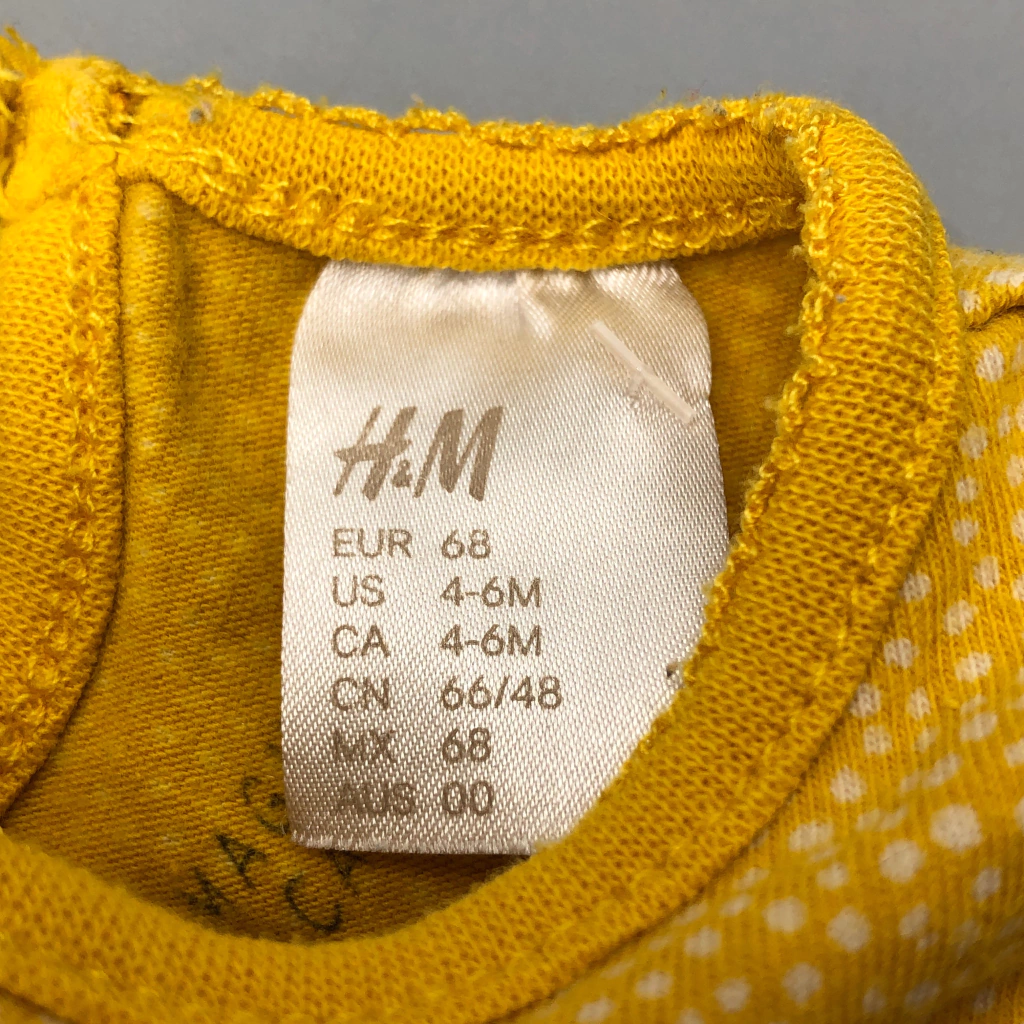 H&M
EUR 68
US 4-6M
CA 4-6M
CN 66/48
MX 68
AUS 00